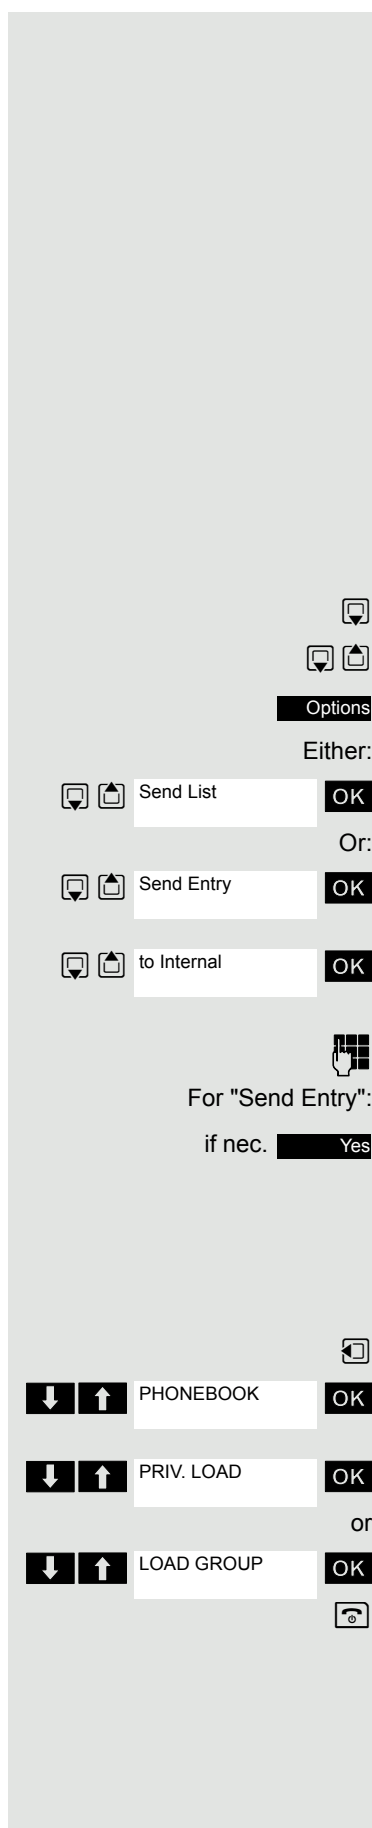 Options
Either:
Send List OK
Or:
Send Entry OK
to Internal OK
For "Send Entry":
if nec. Yes
PHONEBOOK OK
PRIV. LOAD OK
or
LOAD GROUP OK